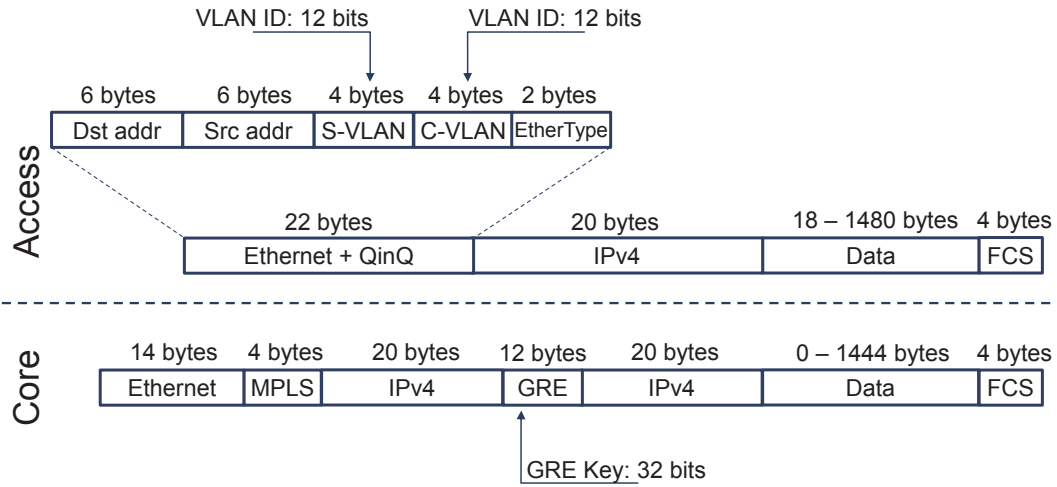 VLAN ID: 12 bits VLAN ID: 12 bits
6 bytes 6 bytes 4 bytes 4 bytes 2 bytes
Dst addr Src addr S-VLAN C-VLAN EtherType
Access
22 bytes 20 bytes 18 – 1480 bytes 4 bytes
Ethernet + QinQ IPv4 Data FCS
Core
14 bytes 4 bytes 20 bytes 12 bytes 20 bytes 0 – 1444 bytes 4 bytes
Ethernet MPLS IPv4 GRE IPv4 Data FCS
GRE Key: 32 bits